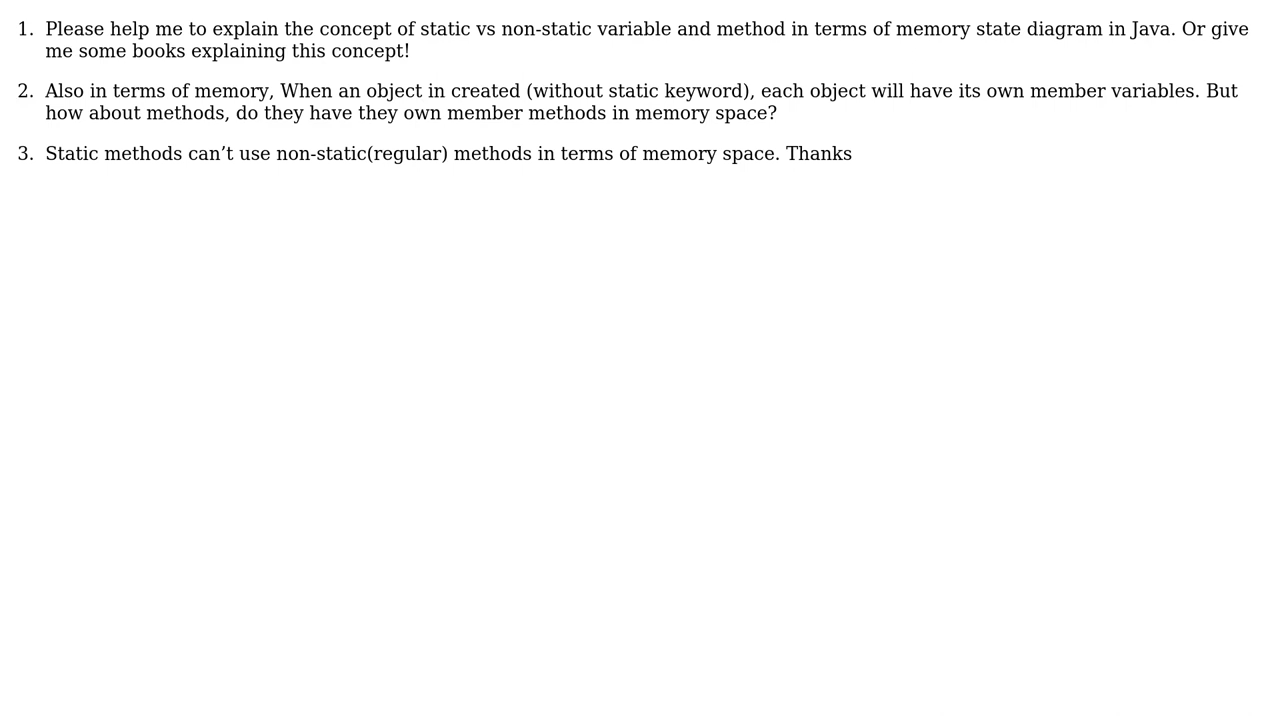 1. Please help me to explain the concept of static vs non-static variable and method in terms of memory state diagram in Java. Or give
me some books explaining this concept!
2. Also in terms of memory, When an object in created (without static keyword), each object will have its own member variables. But
how about methods, do they have they own member methods in memory space?
3. Static methods can’t use non-static(regular) methods in terms of memory space. Thanks